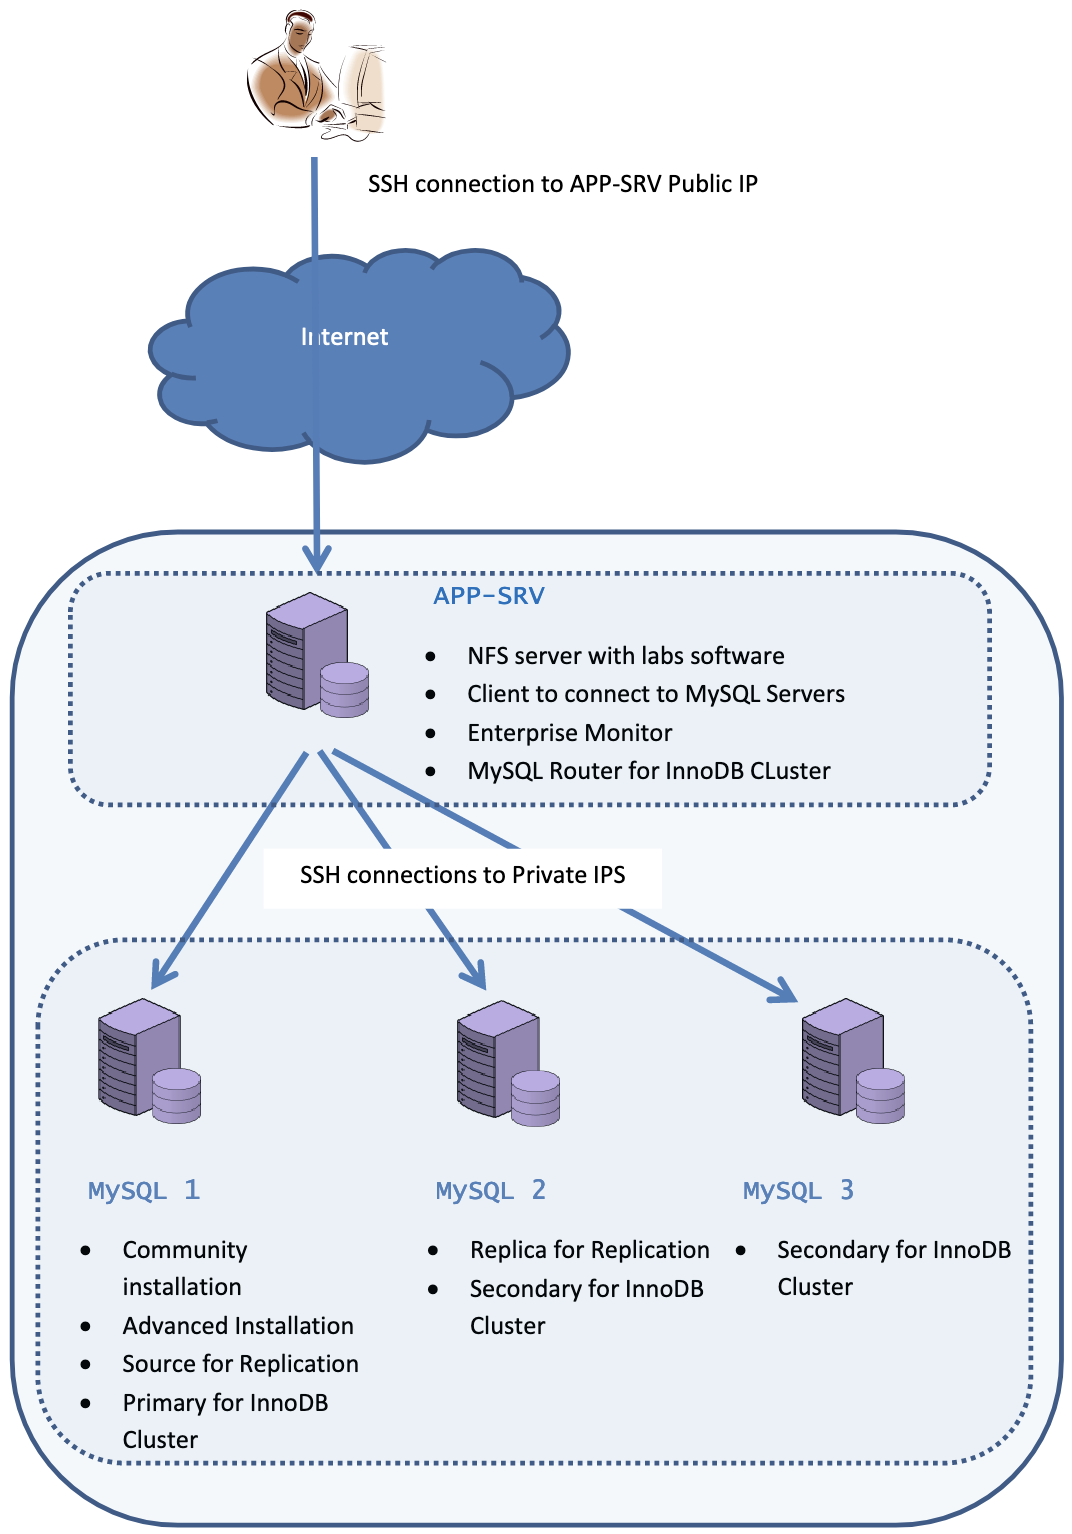 SSH connection to APP-SRV Public IP
Internet
APP-SRV
• NFS server with labs software
• Client to connect to MySQL Servers
• Enterprise Monitor
• MySQL Router for InnoDB CLuster
SSH connections to Private IPS
MySQL 1
• Community
installation
• Advanced Installation
• Source for Replication
• Primary for InnoDB
Cluster
MySQL 2
• Replica for Replication
• Secondary for InnoDB
Cluster
MySQL 3
• Secondary for InnoDB
Cluster